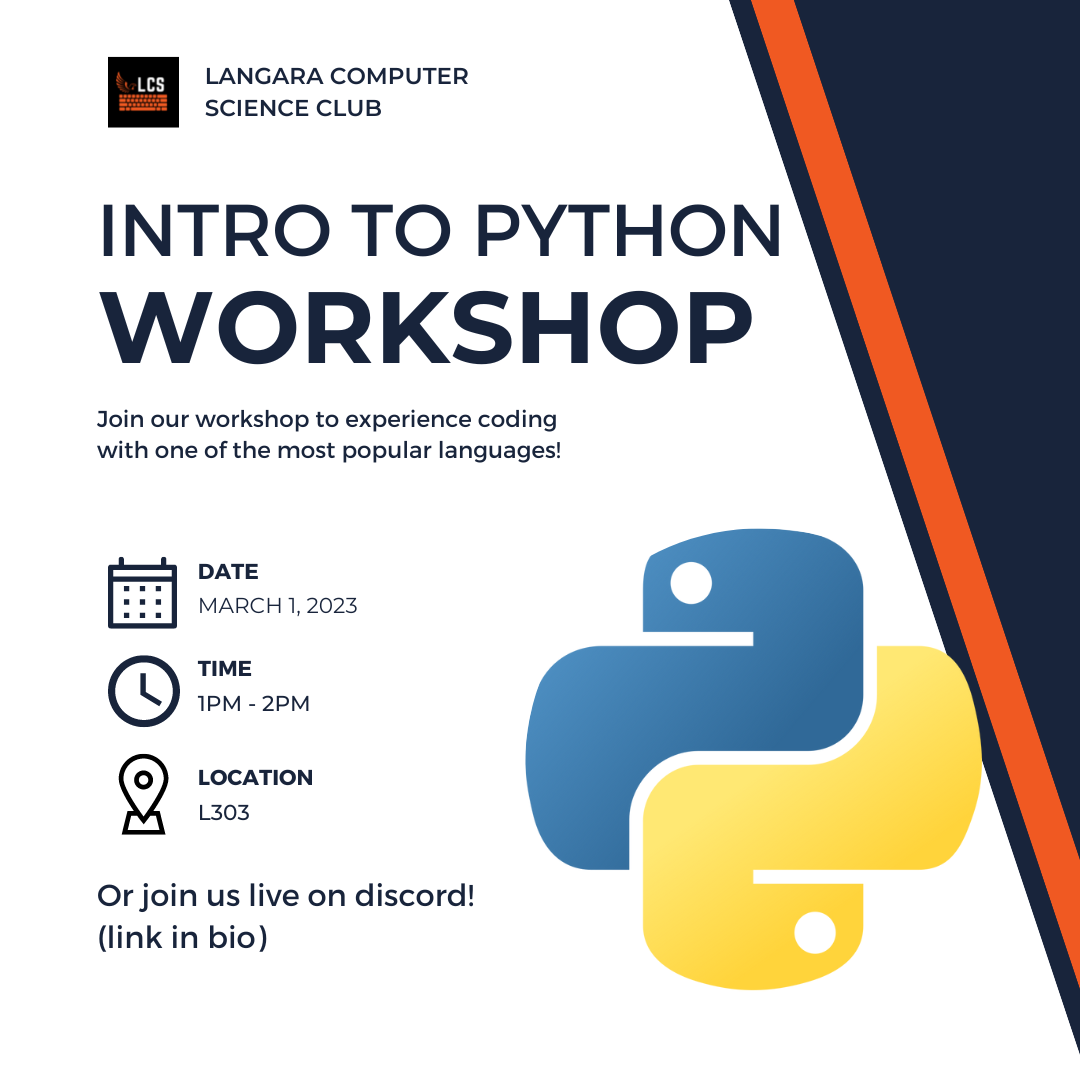 LCS
LANGARA COMPUTER
SCIENCE CLUB
INTRO TO PYTHON
WORKSHOP
Join our workshop to experience coding
with one of the most popular languages!
DATE
MARCH 1, 2023
TIME
1PM - 2PM
LOCATION
L303
Or join us live on discord!
(link in bio)